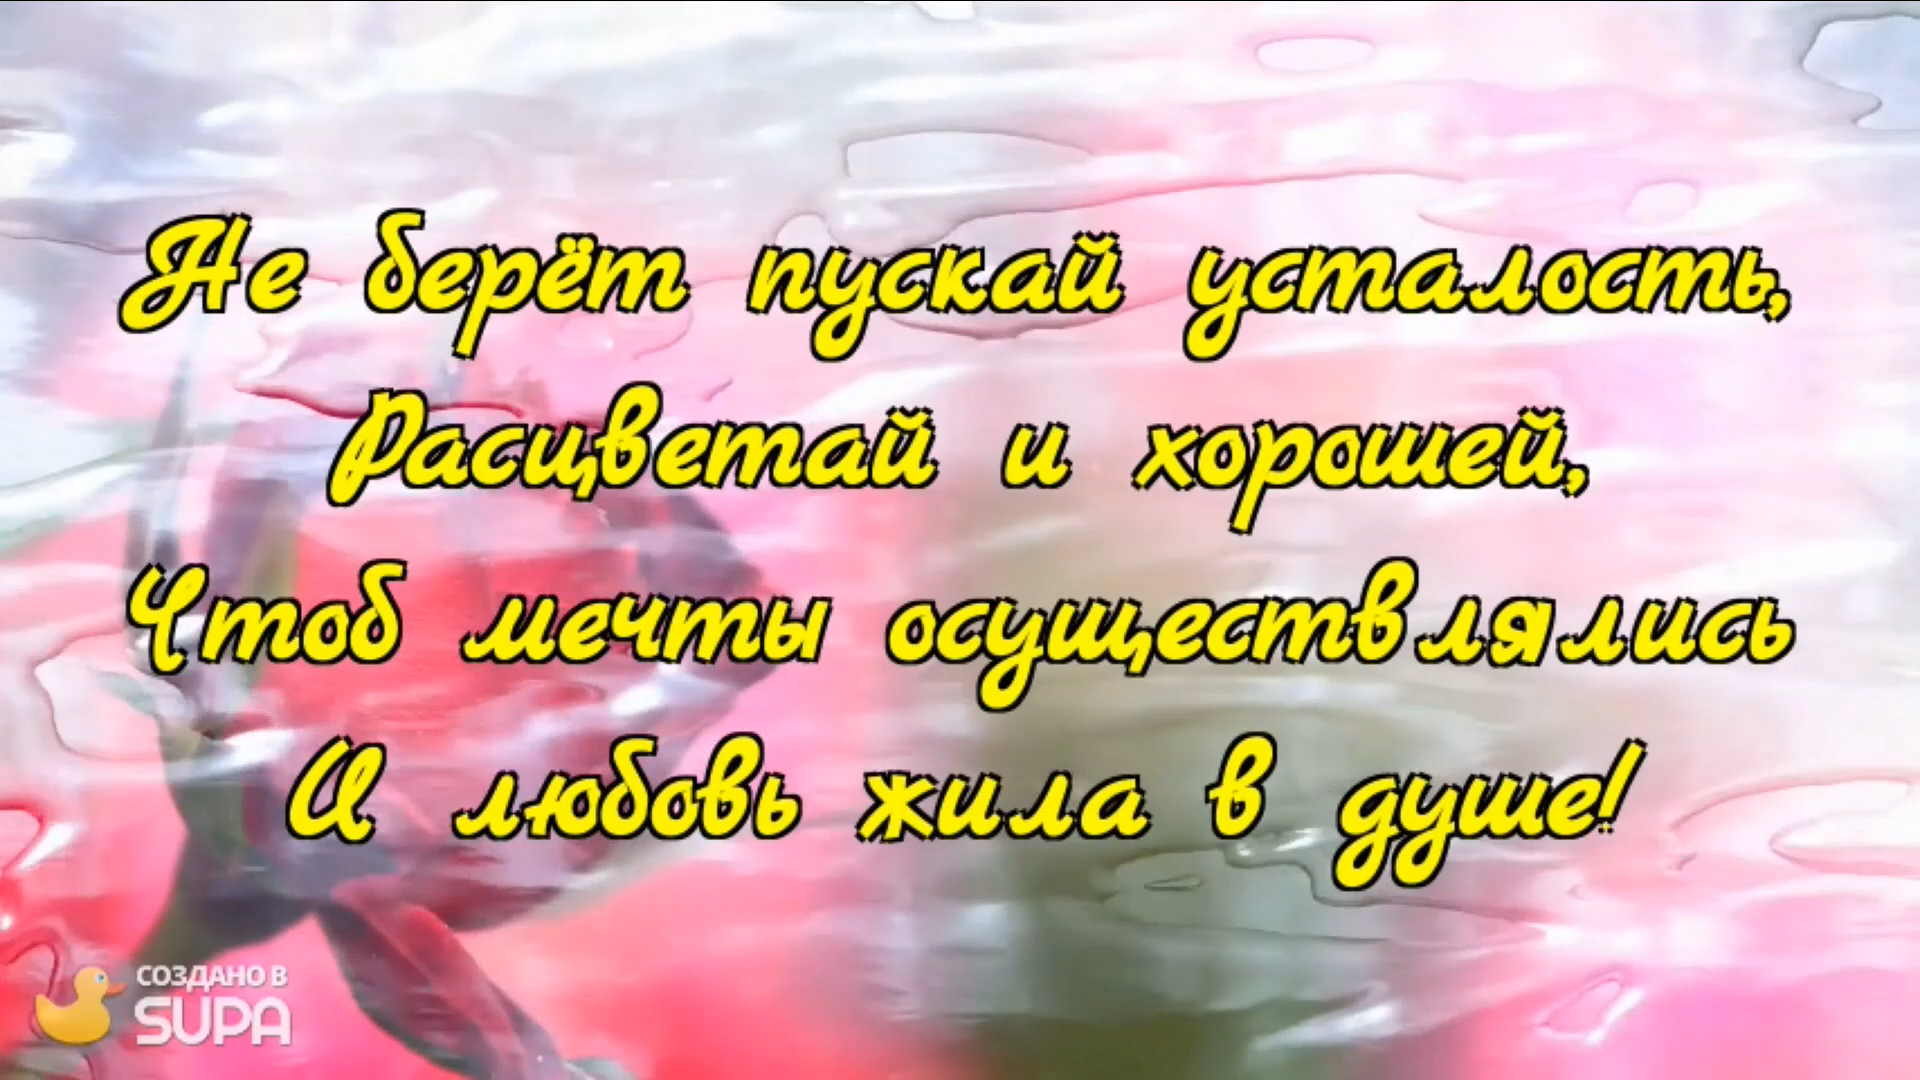 Не берёт пускай усталость,
Расцветай и хорошей,
Чтоб мечты осуществлялись
И любовь жила в душе!
СОЗДАНО В
SUPA